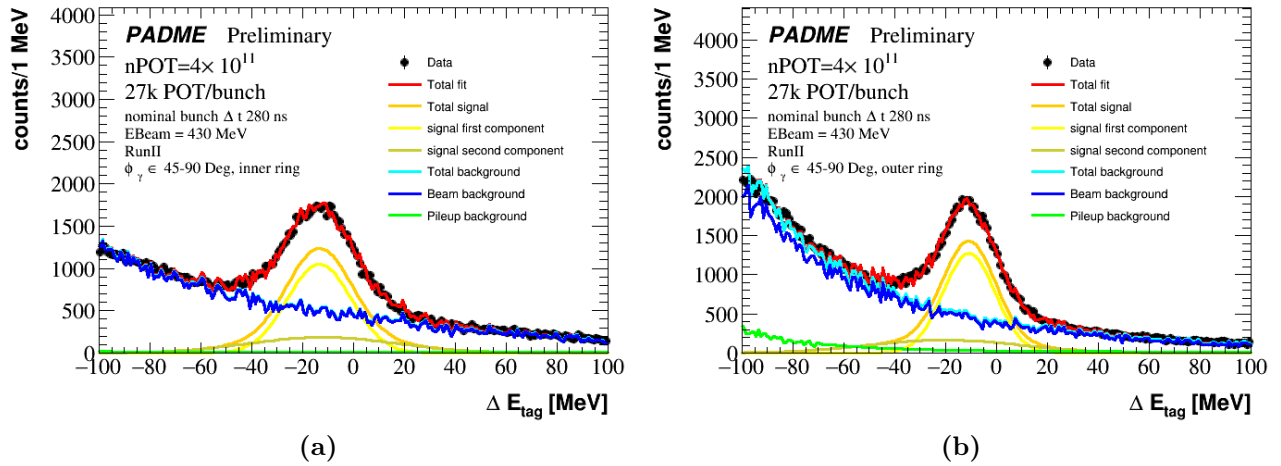 PADME Preliminary
nPOT=4× 10¹¹
27k POT/bunch
nominal bunch Δ t 280 ns
EBeam = 430 MeV
RunII
ϕγ ∈ 45-90 Deg, inner ring
Data
Total fit
Total signal
signal first component
signal second component
Total background
Beam background
Pileup background
counts/1 MeV
4000
3500
3000
2500
2000
1500
1000
500
0
−100 −80 −60 −40 −20 0 20 40 60 80 100
Δ Etag [MeV]
(a)
PADME Preliminary
nPOT=4× 10¹¹
27k POT/bunch
nominal bunch Δ t 280 ns
EBeam = 430 MeV
RunII
ϕγ ∈ 45-90 Deg, outer ring
Data
Total fit
Total signal
signal first component
signal second component
Total background
Beam background
Pileup background
counts/1 MeV
4000
3500
3000
2500
2000
1500
1000
500
0
−100 −80 −60 −40 −20 0 20 40 60 80 100
Δ Etag [MeV]
(b)